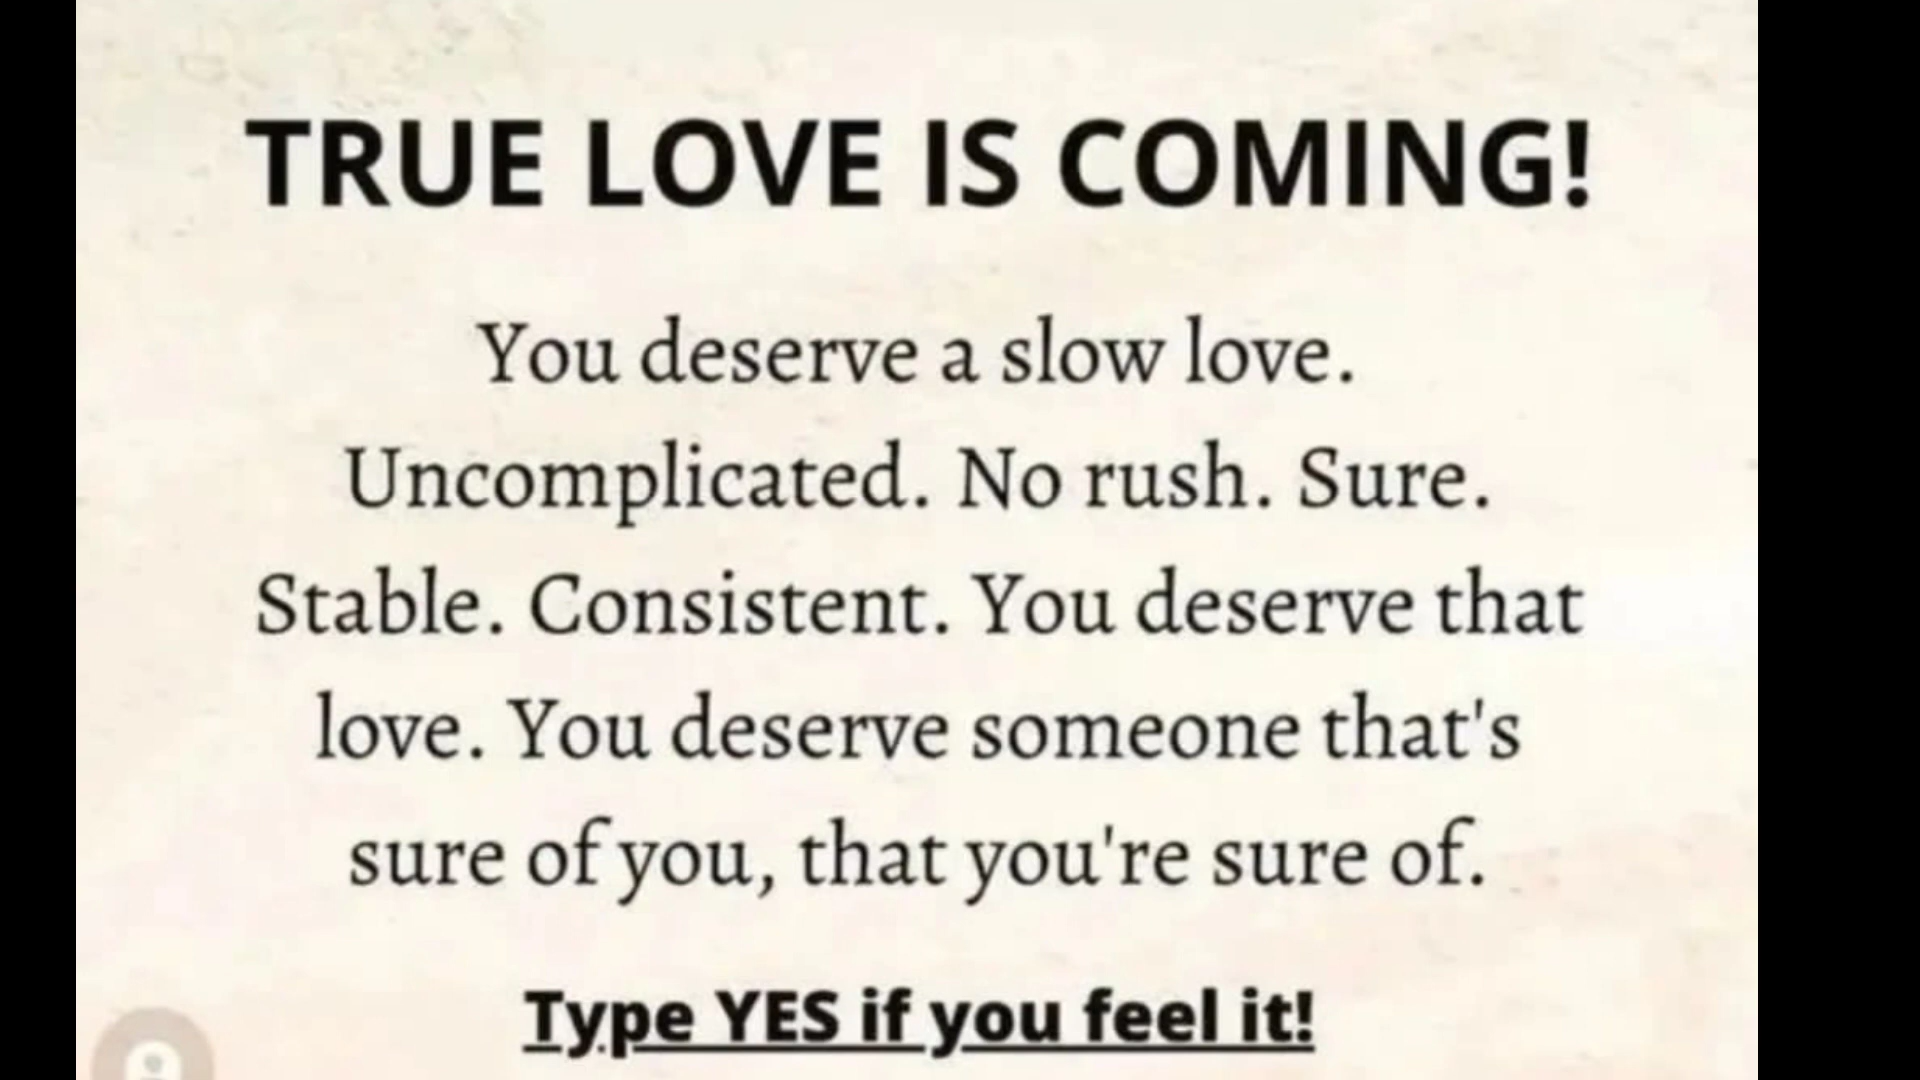 TRUE LOVE IS COMING!
You deserve a slow love.
Uncomplicated. No rush. Sure.
Stable. Consistent. You deserve that
love. You deserve someone that's
sure of you, that you're sure of.
Type YES if you feel it!